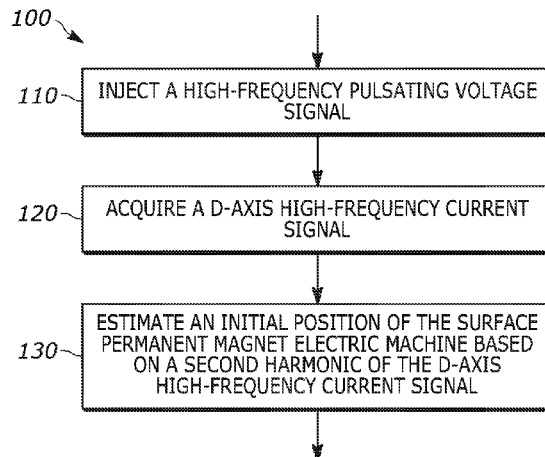 100
110
INJECT A HIGH-FREQUENCY PULSATING VOLTAGE
SIGNAL
120
ACQUIRE A D-AXIS HIGH-FREQUENCY CURRENT
SIGNAL
130
ESTIMATE AN INITIAL POSITION OF THE SURFACE
PERMANENT MAGNET ELECTRIC MACHINE BASED
ON A SECOND HARMONIC OF THE D-AXIS
HIGH-FREQUENCY CURRENT SIGNAL